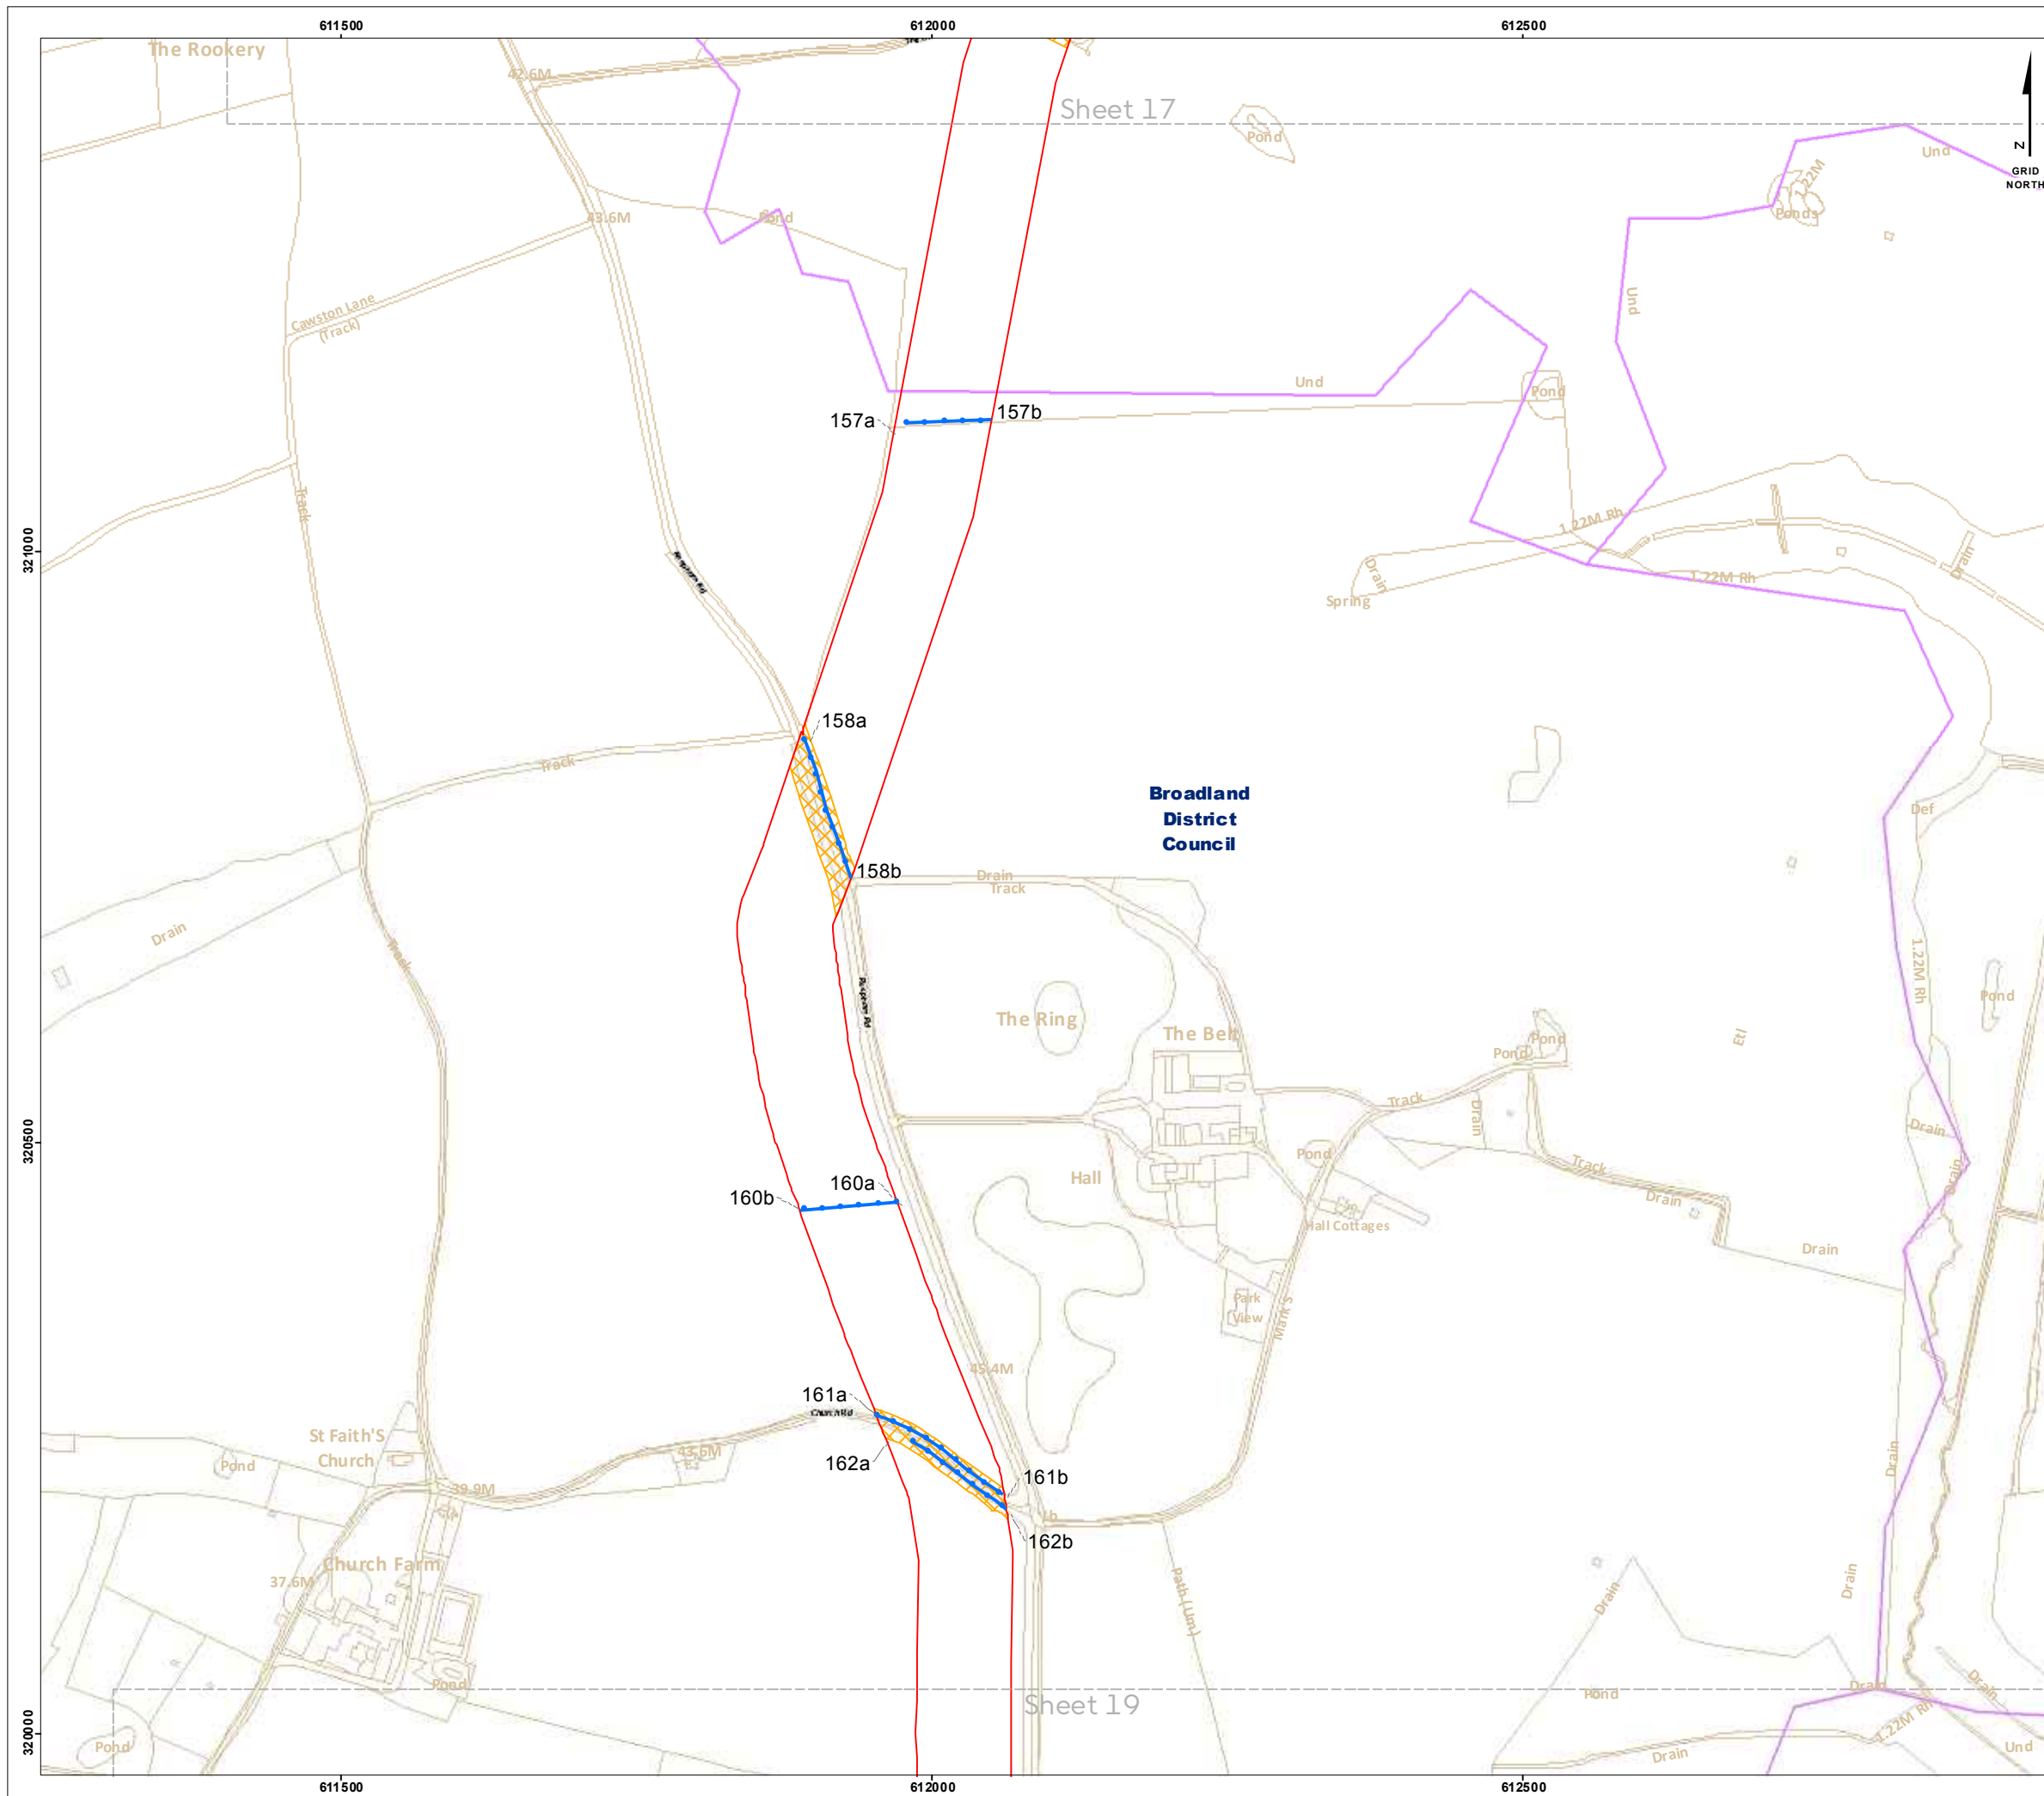 611500
612000
612500
The Rookery
42.6M
Sheet 17
Pond
Und
1.22M
Ponds
N
GRID
NORTH
43.6M
Pond
Cawston Lane
(Track)
Und
Und
Pond
157a
157b
Track
321000
1.22M Rh
Drain
Drain
1.22M Rh
Spring
158a
Track
Broadland
District
Council
Def
158b
Drain
Track
Drain
Track
1.22M Rh
Pond
The Ring
The Belt
Pond
Pond
Etl
320500
Track
Drain
Drain
Pond
Track
Drain
Hall
160a
160b
Drain
Hall Cottages
Drain
Park
View
45.4M
161a
Church Rd
St Faith'S
Church
Pond
43.6M
162a
161b
Drain
39.9M
162b
Church Farm
37.6M
Path (Um)
Drain
Drain
Pond
Sheet 19
Pond
Drain
Drain
1.22M Rh
320000
Pond
Drain
Und
611500
612000
612500